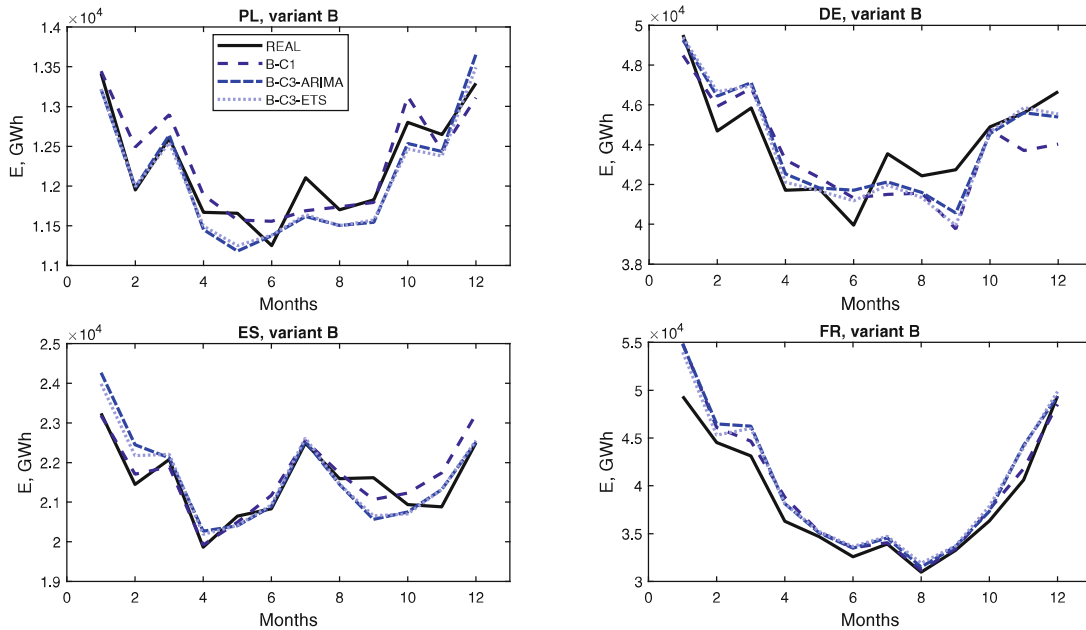 PL, variant B
×10⁴
1.4
1.35
1.3
1.25
1.2
1.15
1.1
E, GWh
0 2 4 6 8 10 12
Months
REAL
B-C1
B-C3-ARIMA
B-C3-ETS
DE, variant B
×10⁴
5
4.8
4.6
4.4
4.2
4
3.8
E, GWh
0 2 4 6 8 10 12
Months
ES, variant B
×10⁴
2.5
2.4
2.3
2.2
2.1
2
1.9
E, GWh
0 2 4 6 8 10 12
Months
FR, variant B
×10⁴
5.5
5
4.5
4
3.5
3
E, GWh
0 2 4 6 8 10 12
Months